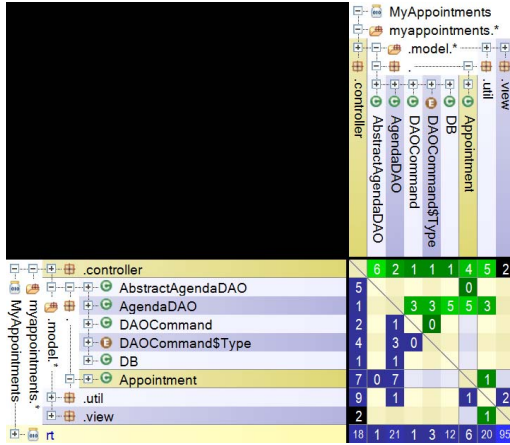 MyAppointments
myappointments.*
.model.*
.
.controller
AbstractAgendaDAO
AgendaDAO
DAOCommand
DAOCommand$Type
DB
Appointment
.util
.view
.controller 6 2 1 1 1 4 5 2
AbstractAgendaDAO 5 0
AgendaDAO 1 3 3 5 5 3
DAOCommand 2 1 0
DAOCommand$Type 4 3 0
DB 2 1
Appointment 7 0 7 1
.util 9 1 1 2
.view 2 1
rt 18 1 21 1 3 12 6 20 95
MyAppointments
myappointments.*
.model.*
.